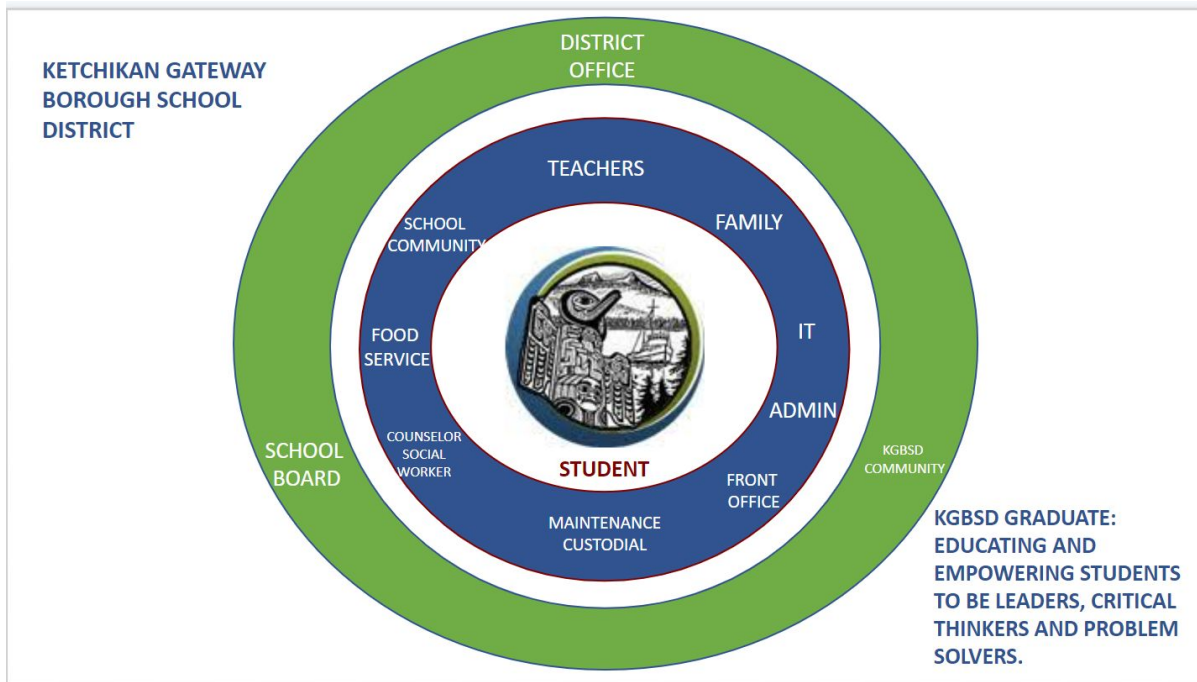 KETCHIKAN GATEWAY
BOROUGH SCHOOL
DISTRICT
DISTRICT
OFFICE
TEACHERS
FAMILY
SCHOOL
COMMUNITY
IT
FOOD
SERVICE
ADMIN
COUNSELOR
SOCIAL
WORKER
FRONT
OFFICE
MAINTENANCE
CUSTODIAL
STUDENT
SCHOOL
BOARD
KGBSD
COMMUNITY
KGBSD GRADUATE:
EDUCATING AND
EMPOWERING STUDENTS
TO BE LEADERS, CRITICAL
THINKERS AND PROBLEM
SOLVERS.